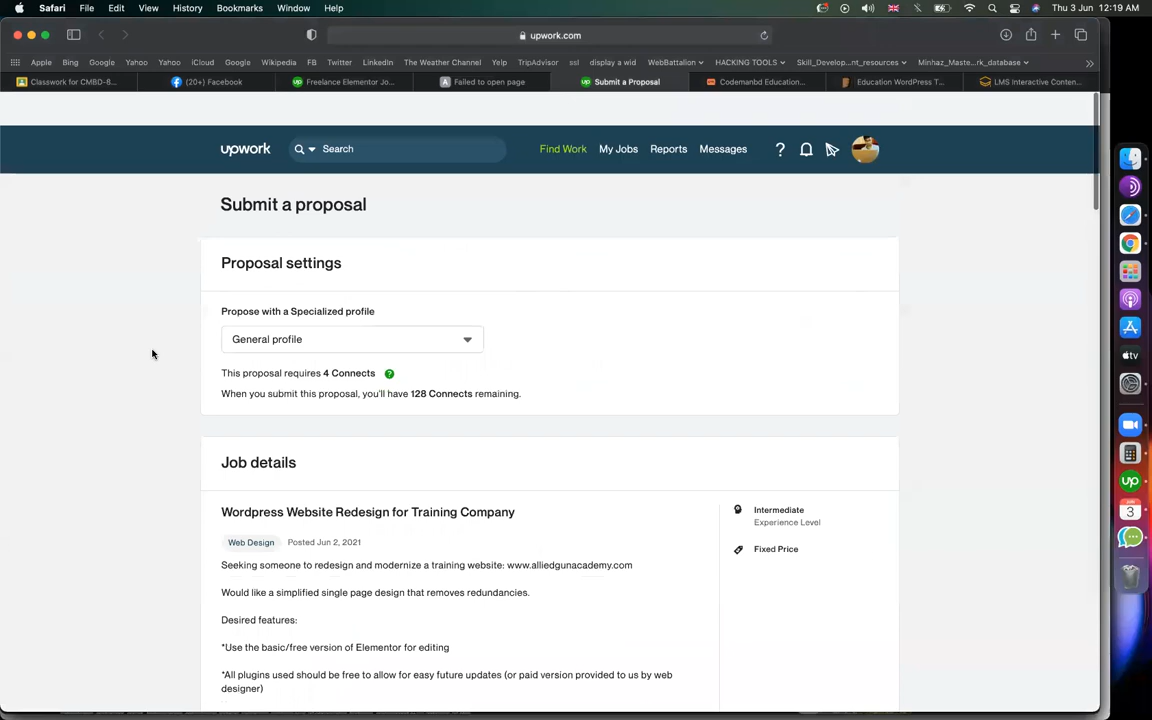 Safari File Edit View History Bookmarks Window Help Thu 3 Jun 12:19 AM
upwork.com
Apple Bing Google Yahoo Yahoo iCloud Google Wikipedia FB Twitter LinkedIn The Weather Channel Yelp TripAdvisor ssl display a wid WebBattalion HACKING TOOLS Skill_Develop...nt_resources Minhaz_Maste...rk_database
Classwork for CMBD-8... (20+) Facebook Freelance Elementor Jo... Failed to open page Submit a Proposal Codemanbd Education... Education WordPress T... LMS Interactive Conten...
upwork Search Find Work My Jobs Reports Messages
Submit a proposal
Proposal settings
Propose with a Specialized profile
General profile
This proposal requires 4 Connects
When you submit this proposal, you'll have 128 Connects remaining.
Job details
Wordpress Website Redesign for Training Company
Intermediate
Experience Level
Web Design Posted Jun 2, 2021
Fixed Price
Seeking someone to redesign and modernize a training website: www.alliedgunacademy.com
Would like a simplified single page design that removes redundancies.
Desired features:
*Use the basic/free version of Elementor for editing
*All plugins used should be free to allow for easy future updates (or paid version provided to us by web
designer)
tv
up
3